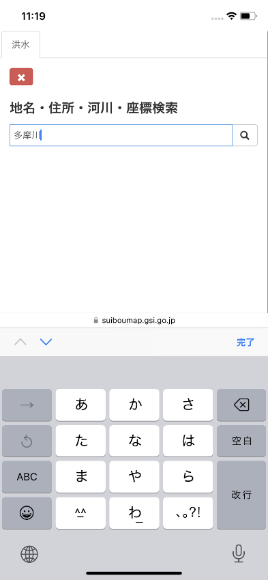 11:19
洪水
地名・住所・河川・座標検索
多摩川
suiboumap.gsi.go.jp
完了
→ あ か さ
た な は 空白
ABC ま や ら
^^ わ_ 、。?! 改行